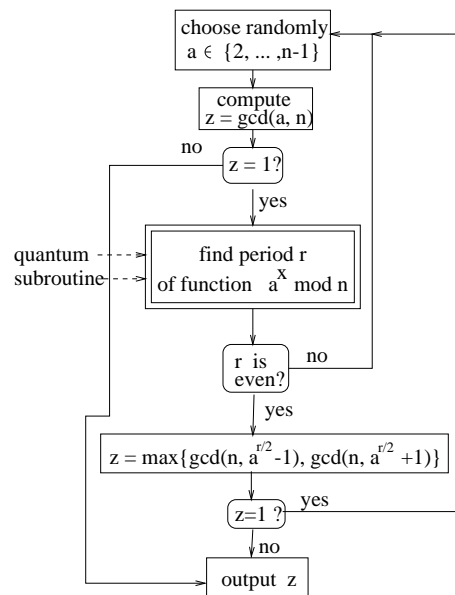 choose randomly
a ∈ {2, ... ,n-1}
compute
z = gcd(a, n)
no
z = 1?
yes
quantum
subroutine
find period r
of function a^x mod n
r is
even?
no
yes
z = max{gcd(n, a^{r/2}-1), gcd(n, a^{r/2}+1)}
z=1 ?
yes
no
output z